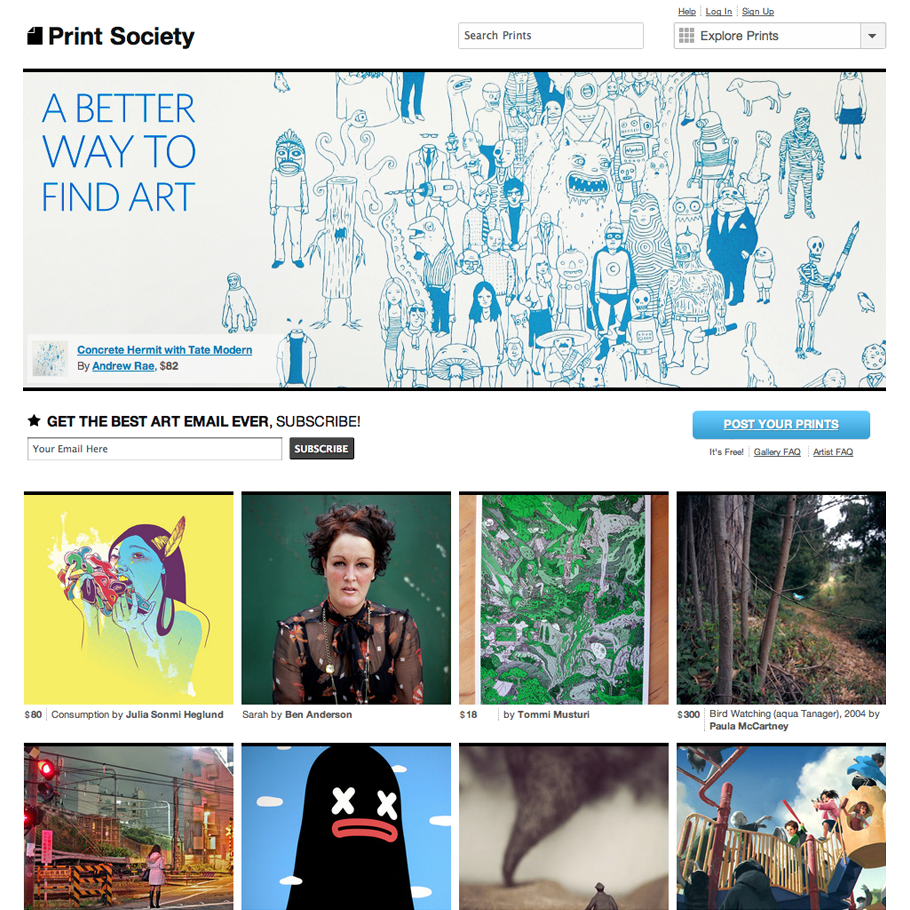 Help
Log In
Sign Up
Print Society
Search Prints
Explore Prints
A BETTER
WAY TO
FIND ART
Concrete Hermit with Tate Modern
By Andrew Rae, $82
GET THE BEST ART EMAIL EVER, SUBSCRIBE!
Your Email Here
SUBSCRIBE
POST YOUR PRINTS
It's Free!
Gallery FAQ
Artist FAQ
$80
Consumption by Julia Sonmi Heglund
Sarah by Ben Anderson
$18
by Tommi Musturi
$300
Bird Watching (aqua Tanager), 2004 by
Paula McCartney